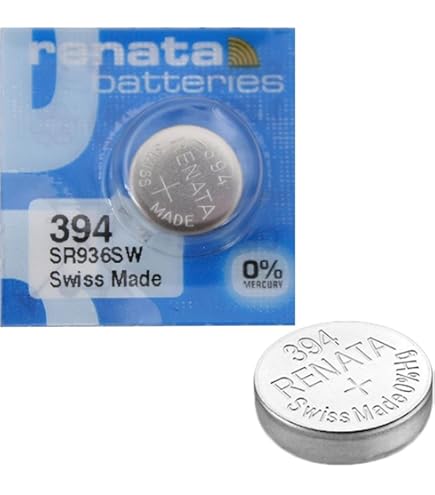 renata
batteries
394
RENATA
+
SWISS MADE
394
SR936SW
Swiss Made
0%
MERCURY
394
RENATA
+
Swiss Made 0%Hg